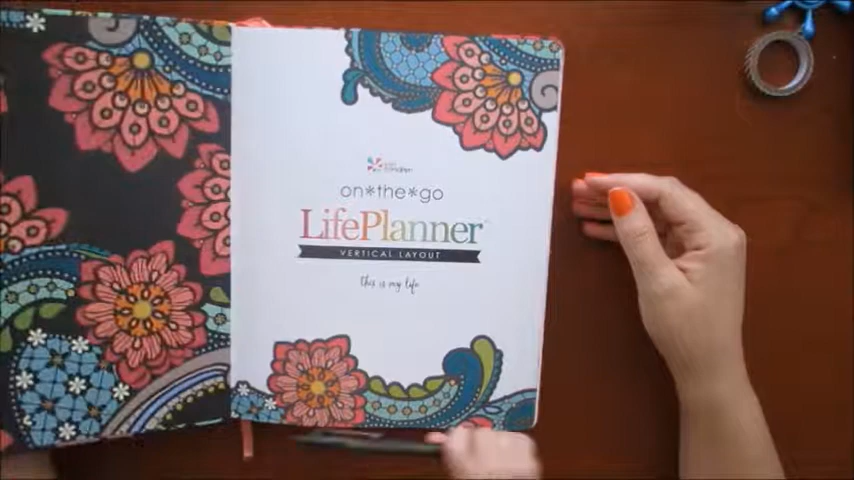 on*the*go
LifePlanner
VERTICAL LAYOUT
this is my life